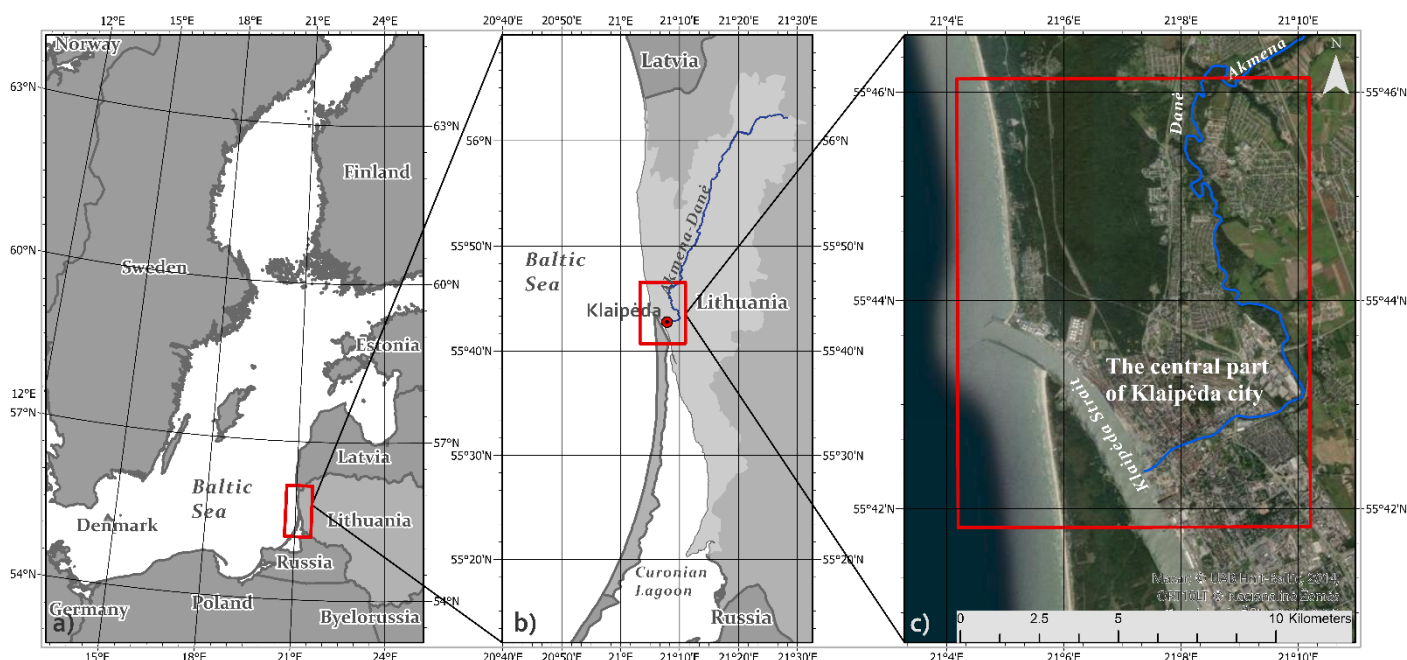 12°E
15°E
18°E
21°E
24°E
Norway
63°N
63°N
Finland
60°N
Sweden
60°N
Estonia
12°E
57°N
57°N
Latvia
Baltic
Sea
Denmark
Lithuania
Russia
54°N
54°N
Germany
Poland
Byelorussia
a)
15°E
18°E
21°E
24°E
20°40'E
20°50'E
21°E
21°10'E
21°20'E
21°30'E
Latvia
56°N
56°N
Akmena-Danė
55°50'N
55°50'N
Baltic
Sea
Klaipėda
Lithuania
55°40'N
55°40'N
55°30'N
55°30'N
55°20'N
55°20'N
Curonian
Lagoon
Russia
b)
20°40'E
20°50'E
21°E
21°10'E
21°20'E
21°30'E
21°4'E
21°6'E
21°8'E
21°10'E
N
Akmena
Danė
55°46'N
55°46'N
55°44'N
55°44'N
The central part
of Klaipėda city
Klaipėda Strait
55°42'N
55°42'N
c)
0
2.5
5
10 Kilometers
21°4'E
21°6'E
21°8'E
21°10'E